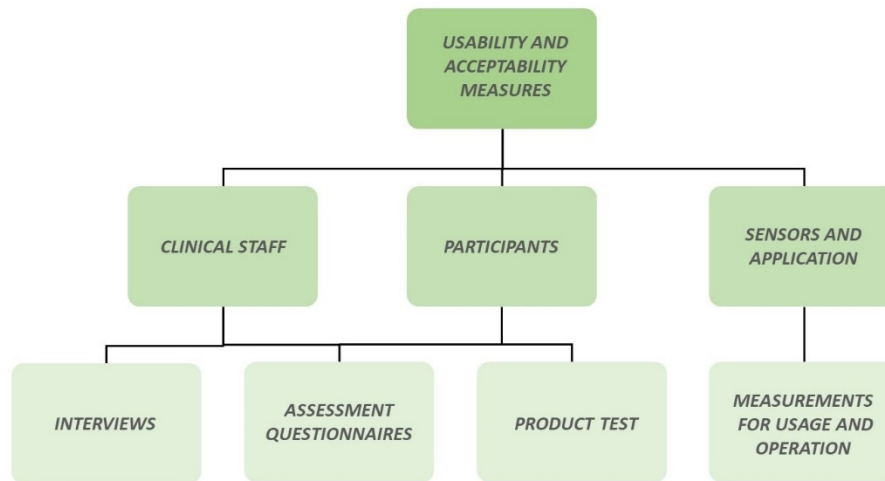 USABILITY AND
ACCEPTABILITY
MEASURES
CLINICAL STAFF
PARTICIPANTS
SENSORS AND
APPLICATION
INTERVIEWS
ASSESSMENT
QUESTIONNAIRES
PRODUCT TEST
MEASUREMENTS
FOR USAGE AND
OPERATION